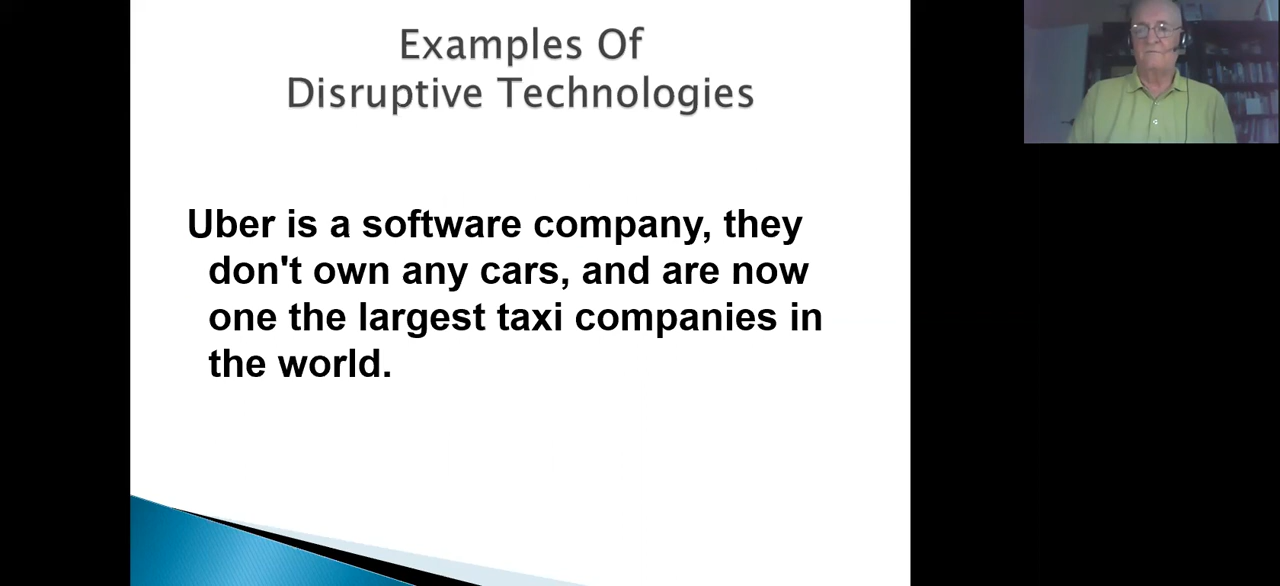 Examples Of
Disruptive Technologies
Uber is a software company, they
don't own any cars, and are now
one the largest taxi companies in
the world.